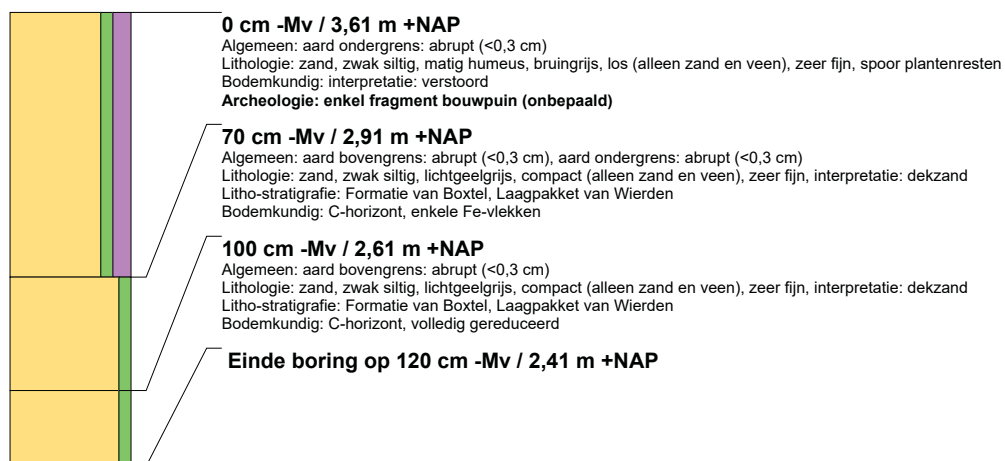 0 cm -Mv / 3,61 m +NAP
Algemeen: aard ondergrens: abrupt (<0,3 cm)
Lithologie: zand, zwak siltig, matig humeus, bruingrijs, los (alleen zand en veen), zeer fijn, spoor plantenresten
Bodemkundig: interpretatie: verstoord
Archeologie: enkel fragment bouwpuin (onbepaald)
70 cm -Mv / 2,91 m +NAP
Algemeen: aard bovengrens: abrupt (<0,3 cm), aard ondergrens: abrupt (<0,3 cm)
Lithologie: zand, zwak siltig, lichtgeelgrijs, compact (alleen zand en veen), zeer fijn, interpretatie: dekzand
Litho-stratigrafie: Formatie van Boxtel, Laagpakket van Wierden
Bodemkundig: C-horizont, enkele Fe-vlekken
100 cm -Mv / 2,61 m +NAP
Algemeen: aard bovengrens: abrupt (<0,3 cm)
Lithologie: zand, zwak siltig, lichtgeelgrijs, compact (alleen zand en veen), zeer fijn, interpretatie: dekzand
Litho-stratigrafie: Formatie van Boxtel, Laagpakket van Wierden
Bodemkundig: C-horizont, volledig gereduceerd
Einde boring op 120 cm -Mv / 2,41 m +NAP